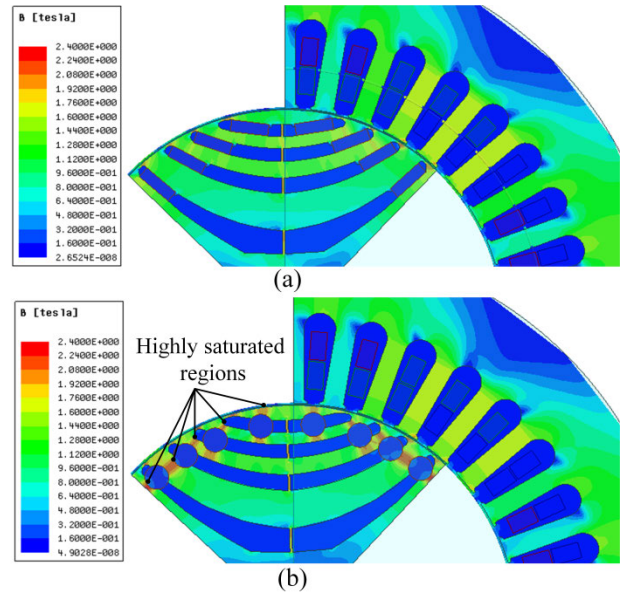 B [tesla]
2.4000E+000
2.2400E+000
2.0800E+000
1.9200E+000
1.7600E+000
1.6000E+000
1.4400E+000
1.2800E+000
1.1200E+000
9.6000E-001
8.0000E-001
6.4000E-001
4.8000E-001
3.2000E-001
1.6000E-001
2.6524E-008
(a)
B [tesla]
2.4000E+000
2.2400E+000
2.0800E+000
1.9200E+000
1.7600E+000
1.6000E+000
1.4400E+000
1.2800E+000
1.1200E+000
9.6000E-001
8.0000E-001
6.4000E-001
4.8000E-001
3.2000E-001
1.6000E-001
4.9028E-008
Highly saturated
regions
(b)